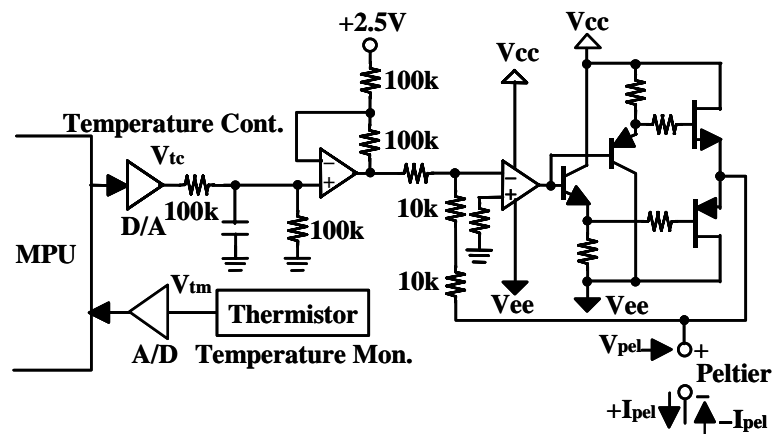 +2.5V
Vcc
Vcc
100k
Temperature Cont.
100k
Vtc
−
+
−
+
100k
D/A
100k
10k
MPU
Vtm
10k
Thermistor
Vee
Vee
A/D
Temperature Mon.
Vpel
+
Peltier
−
+Ipel
−Ipel